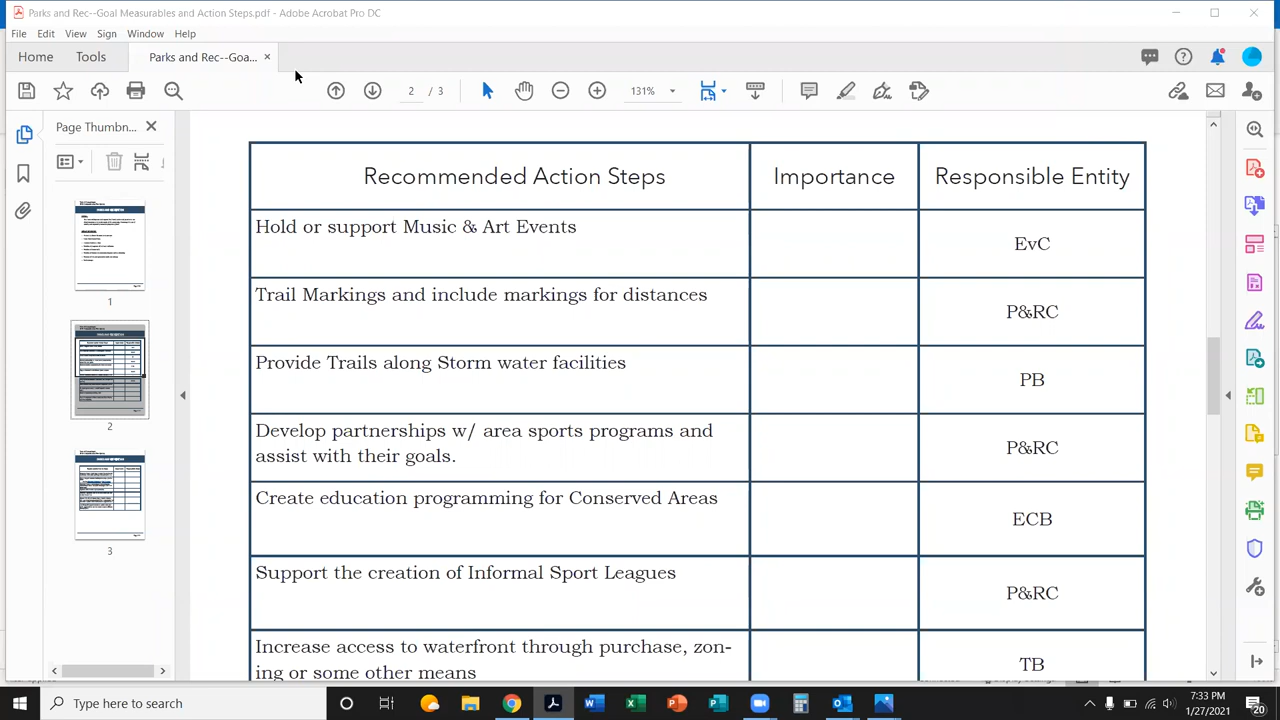 Parks and Rec--Goal Measurables and Action Steps.pdf - Adobe Acrobat Pro DC
File Edit View Sign Window Help
Home Tools Parks and Rec--Goa...
2 / 3 131%
Page Thumbn...
Recommended Action Steps Importance Responsible Entity
Hold or support Music & Art Events
EvC
Trail Markings and include markings for distances
P&RC
Provide Trails along Storm water facilities
PB
Develop partnerships w/ area sports programs and
assist with their goals.
P&RC
Create education programming for Conserved Areas
ECB
Support the creation of Informal Sport Leagues
P&RC
Increase access to waterfront through purchase, zon-
ing or some other means
TB
1
2
3
Type here to search
7:33 PM
1/27/2021
20